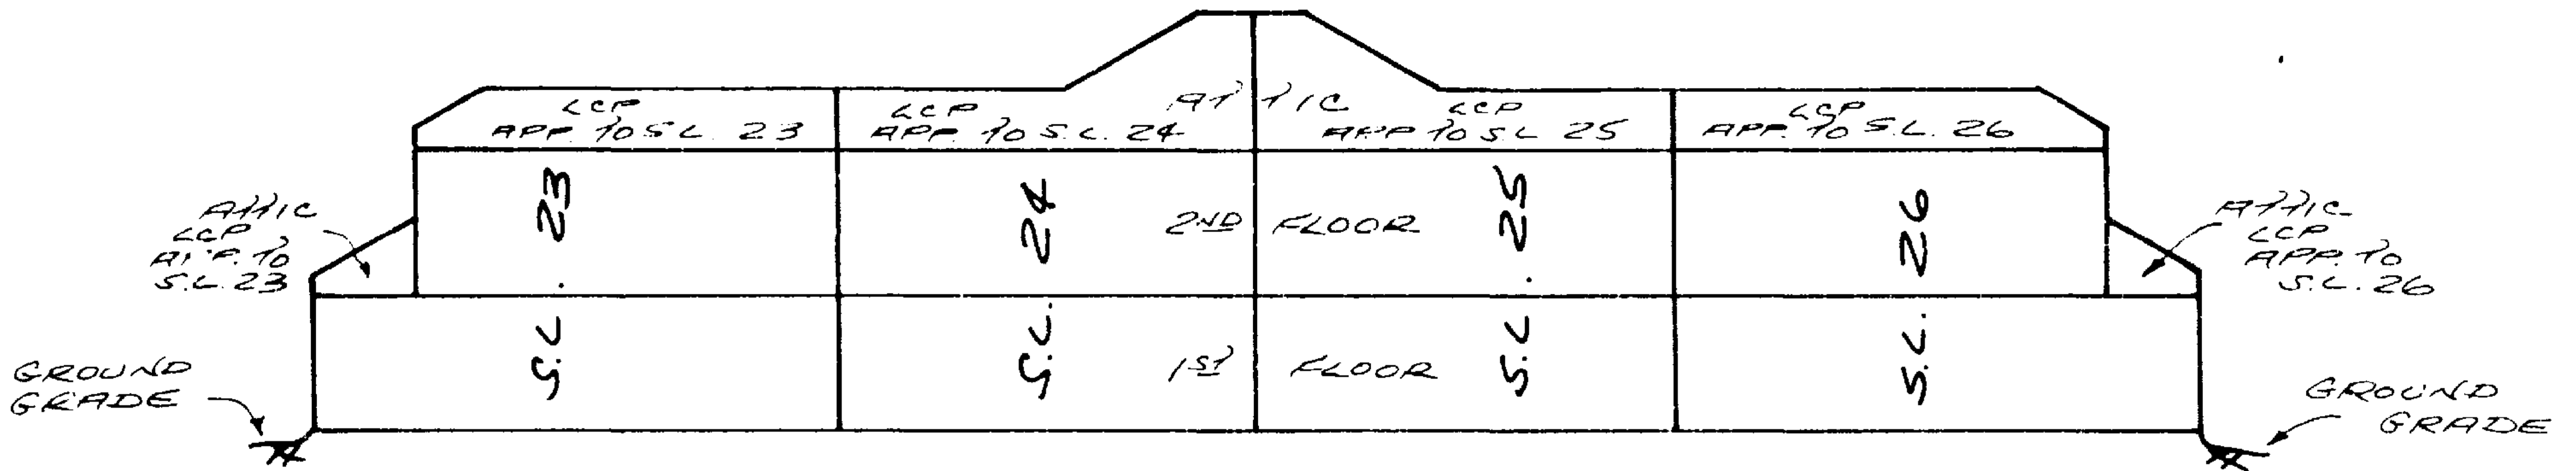 LCP
APP. TO S.L. 23
LCP
APP. TO S.L. 24
ATTIC
LCP
APP TO S.L 25
LCP
APP. TO S.L. 26
ATTIC
LCP
APP. TO
S.L. 23
S.L. 23
S.L. 24
2ND FLOOR
S.L. 25
S.L. 26
ATTIC
LCP
APP. TO
S.L. 26
1ST FLOOR
GROUND
GRADE
GROUND
GRADE